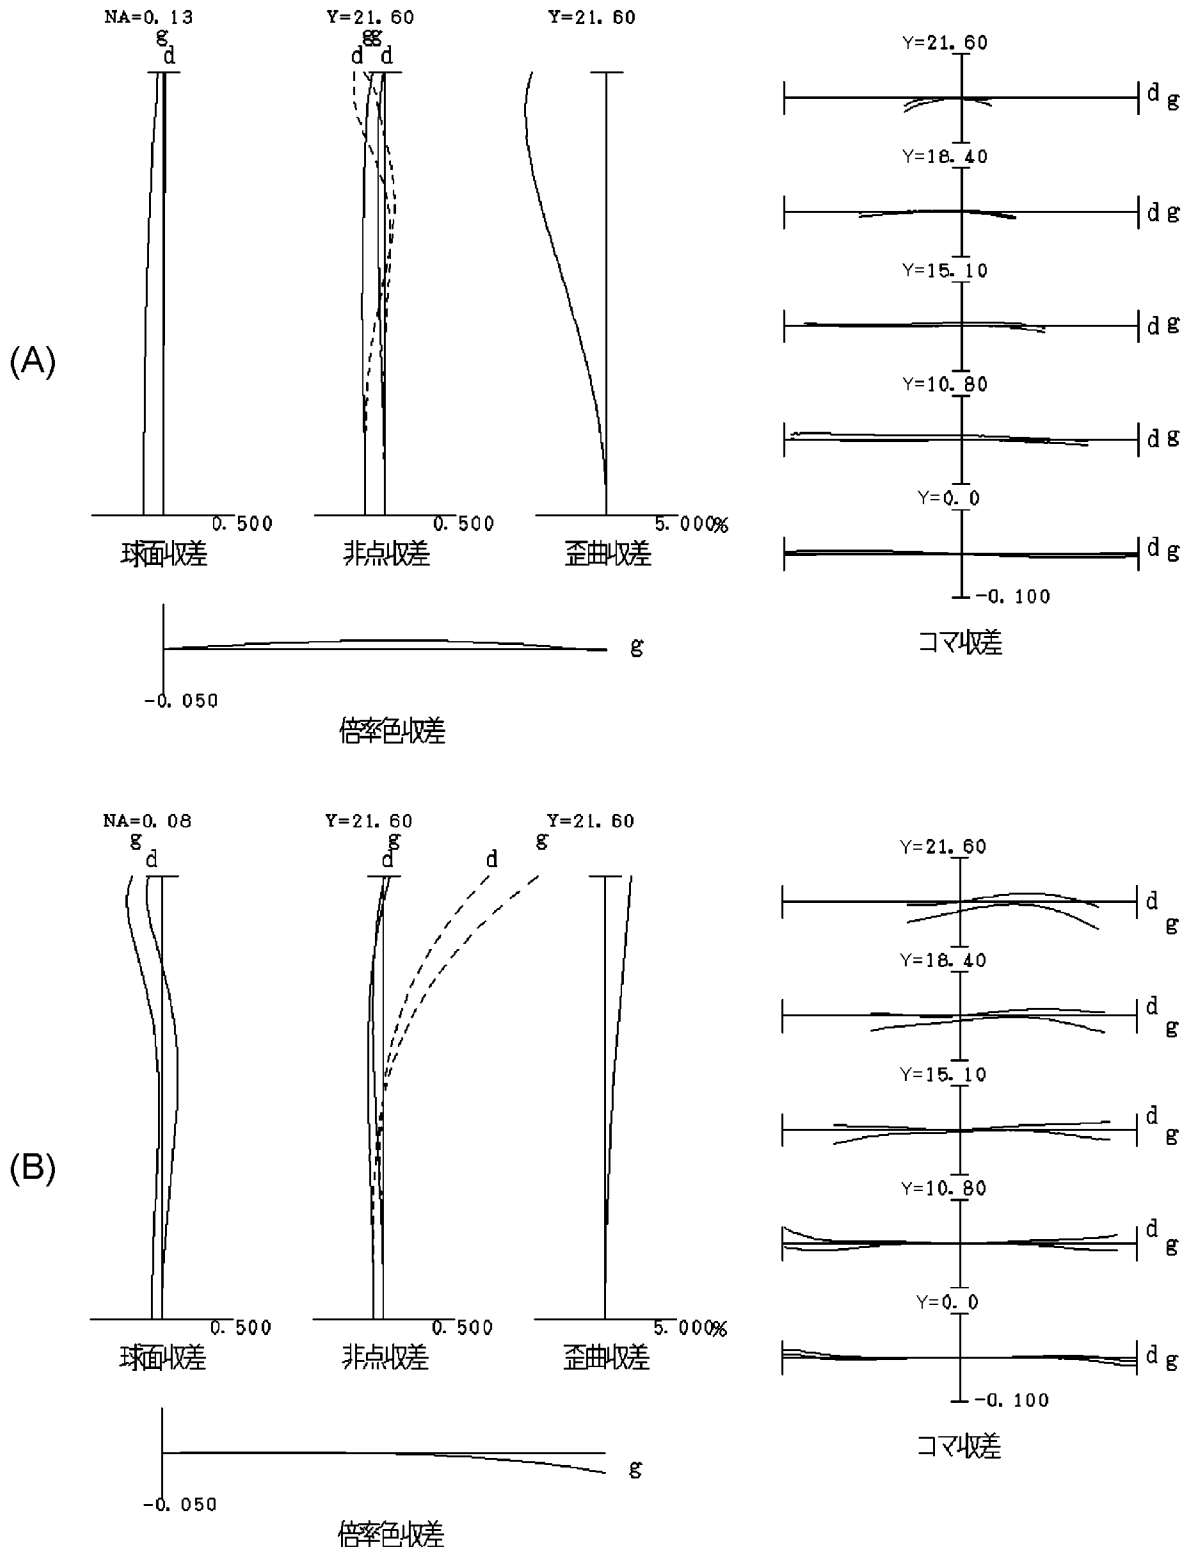 (A)
NA=0.13
g
d
0.500
球面収差
Y=21.60
g g
d d
0.500
非点収差
Y=21.60
5.000%
歪曲収差
Y=21.60
d g
Y=18.40
d g
Y=15.10
d g
Y=10.80
d g
Y=0.0
d g
-0.100
コマ収差
g
-0.050
倍率色収差
(B)
NA=0.08
g
d
0.500
球面収差
Y=21.60
g
d
d
g
0.500
非点収差
Y=21.60
5.000%
歪曲収差
Y=21.60
d
g
Y=18.40
d
g
Y=15.10
d
g
Y=10.80
d
g
Y=0.0
d g
-0.100
コマ収差
g
-0.050
倍率色収差